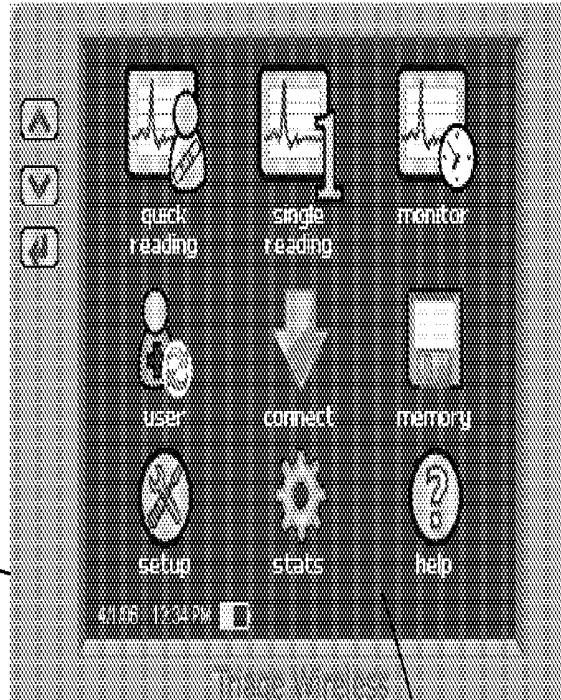 quick
reading
single
reading
monitor
user
connect
memory
setup
stats
help
4/1/06 12:34 PM